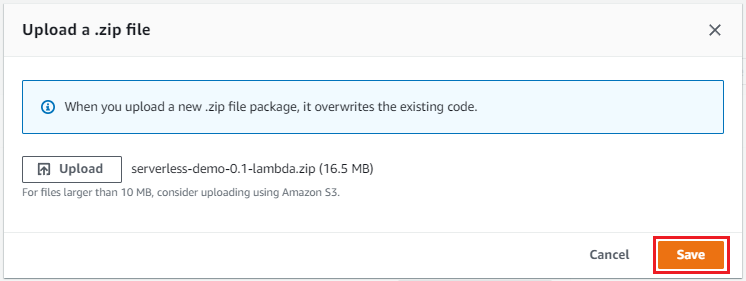 Upload a .zip file
When you upload a new .zip file package, it overwrites the existing code.
Upload serverless-demo-0.1-lambda.zip (16.5 MB)
For files larger than 10 MB, consider uploading using Amazon S3.
Cancel Save